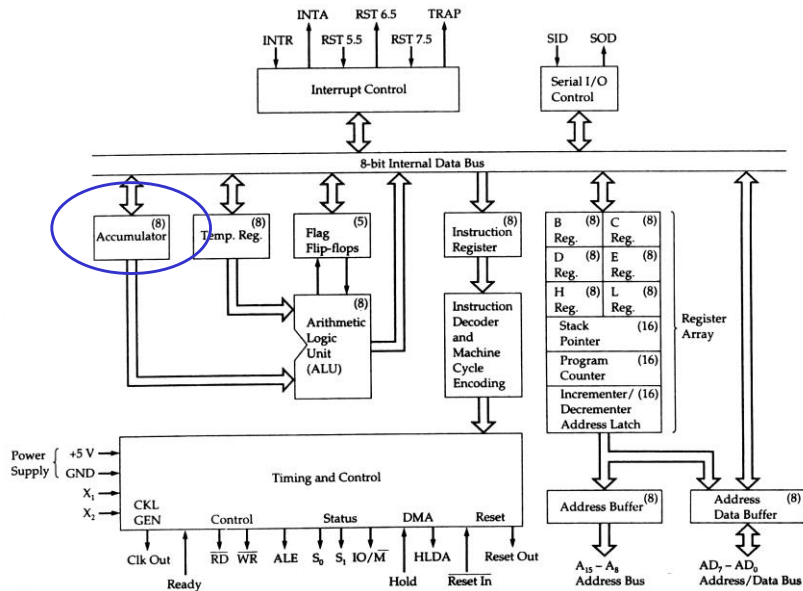 INTA RST 6.5 TRAP
INTR RST 5.5 RST 7.5
SID SOD
Interrupt Control
Serial I/O
Control
8-bit Internal Data Bus
(8)
Accumulator
(8)
Temp. Reg.
(5)
Flag
Flip-flops
(8)
Instruction
Register
B (8) C (8)
Reg. Reg.
D (8) E (8)
Reg. Reg.
H (8) L (8)
Reg. Reg.
Stack (16)
Pointer
Program (16)
Counter
Incrementer/ (16)
Decrementer
Address Latch
Register
Array
(8)
Arithmetic
Logic
Unit
(ALU)
Instruction
Decoder
and
Machine
Cycle
Encoding
Power
Supply
+5 V
GND
X₁
X₂
Timing and Control
CKL
GEN
Control Status DMA Reset
Clk Out
Ready
R̅D̅ W̅R̅ ALE S₀ S₁ IO/M̅
Hold
HLDA
R̅e̅s̅e̅t̅ I̅n̅
Reset Out
Address Buffer (8)
Address (8)
Data Buffer
A₁₅ – A₈
Address Bus
AD₇ – AD₀
Address/Data Bus